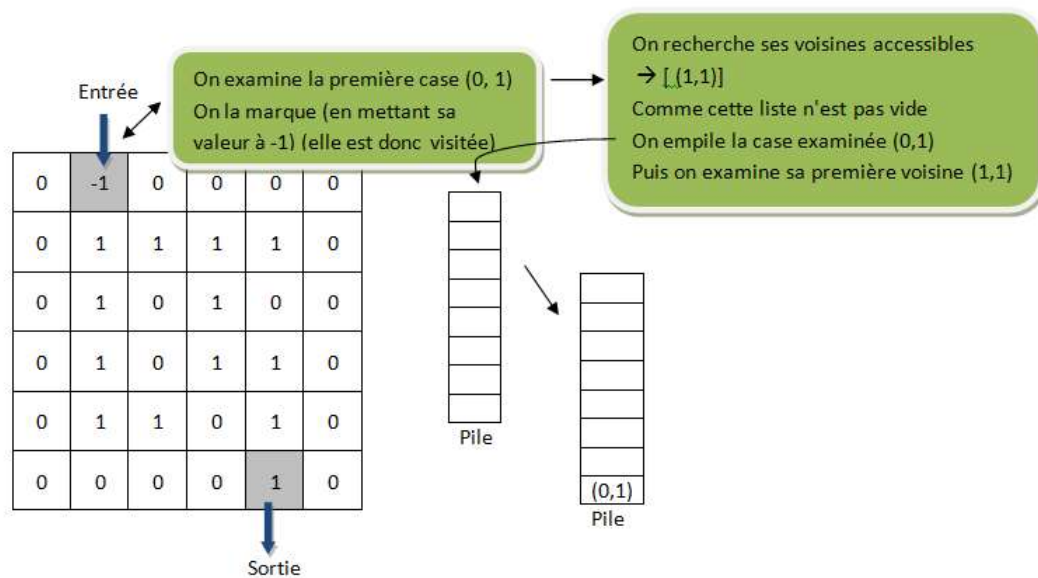 On examine la première case (0, 1)
On la marque (en mettant sa
valeur à -1) (elle est donc visitée)
On recherche ses voisines accessibles
→ [ (1,1)]
Comme cette liste n'est pas vide
On empile la case examinée (0,1)
Puis on examine sa première voisine (1,1)
Entrée
0 -1 0 0 0 0
0 1 1 1 1 0
0 1 0 1 0 0
0 1 0 1 1 0
0 1 1 0 1 0
0 0 0 0 1 0
Sortie
Pile
(0,1)
Pile